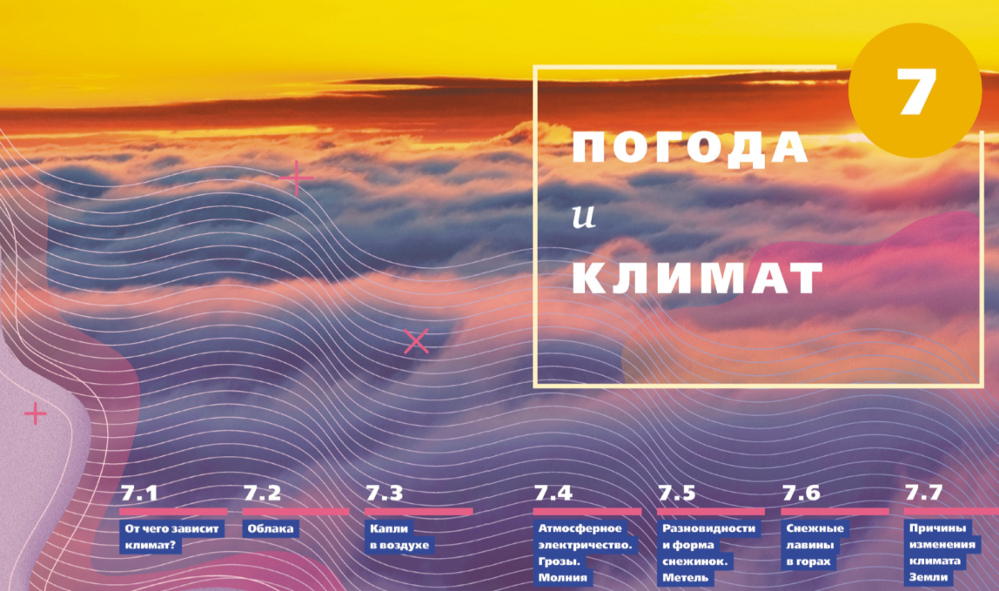 7
ПОГОДА
и
КЛИМАТ
7.1
От чего зависит
климат?
7.2
Облака
7.3
Капли
в воздухе
7.4
Атмосферное
электричество.
Грозы.
Молния
7.5
Разновидности
и форма
снежинок.
Метель
7.6
Снежные
лавины
в горах
7.7
Причины
изменения
климата
Земли